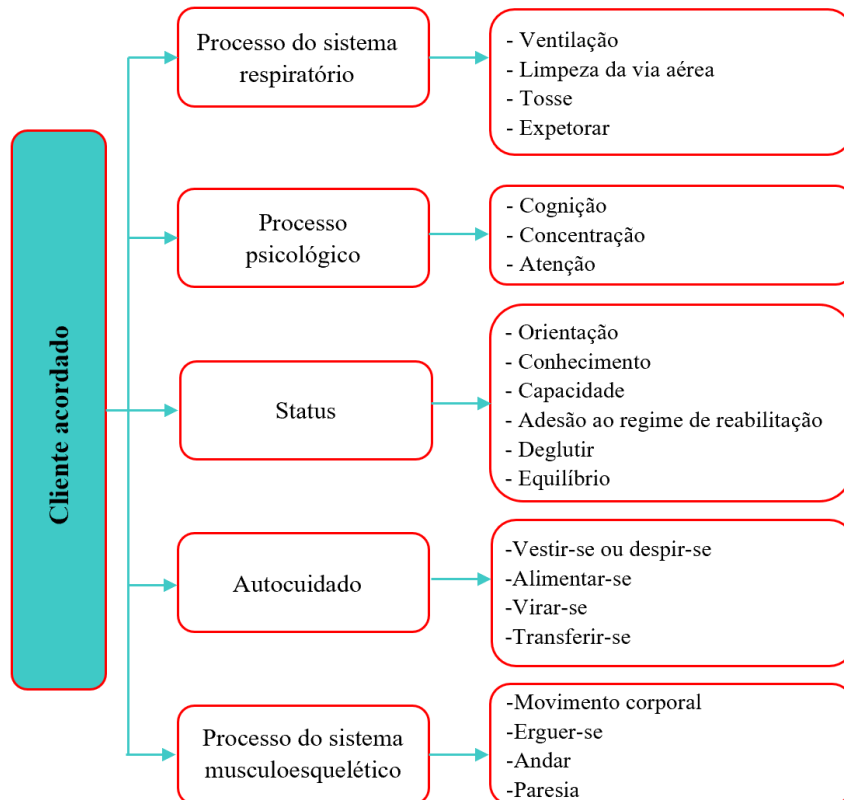 Cliente acordado
Processo do sistema
respiratório
- Ventilação
- Limpeza da via aérea
- Tosse
- Expetorar
Processo
psicológico
- Cognição
- Concentração
- Atenção
Status
- Orientação
- Conhecimento
- Capacidade
- Adesão ao regime de reabilitação
- Deglutir
- Equilíbrio
Autocuidado
-Vestir-se ou despir-se
-Alimentar-se
-Virar-se
-Transferir-se
Processo do sistema
musculoesquelético
-Movimento corporal
-Erguer-se
-Andar
-Paresia